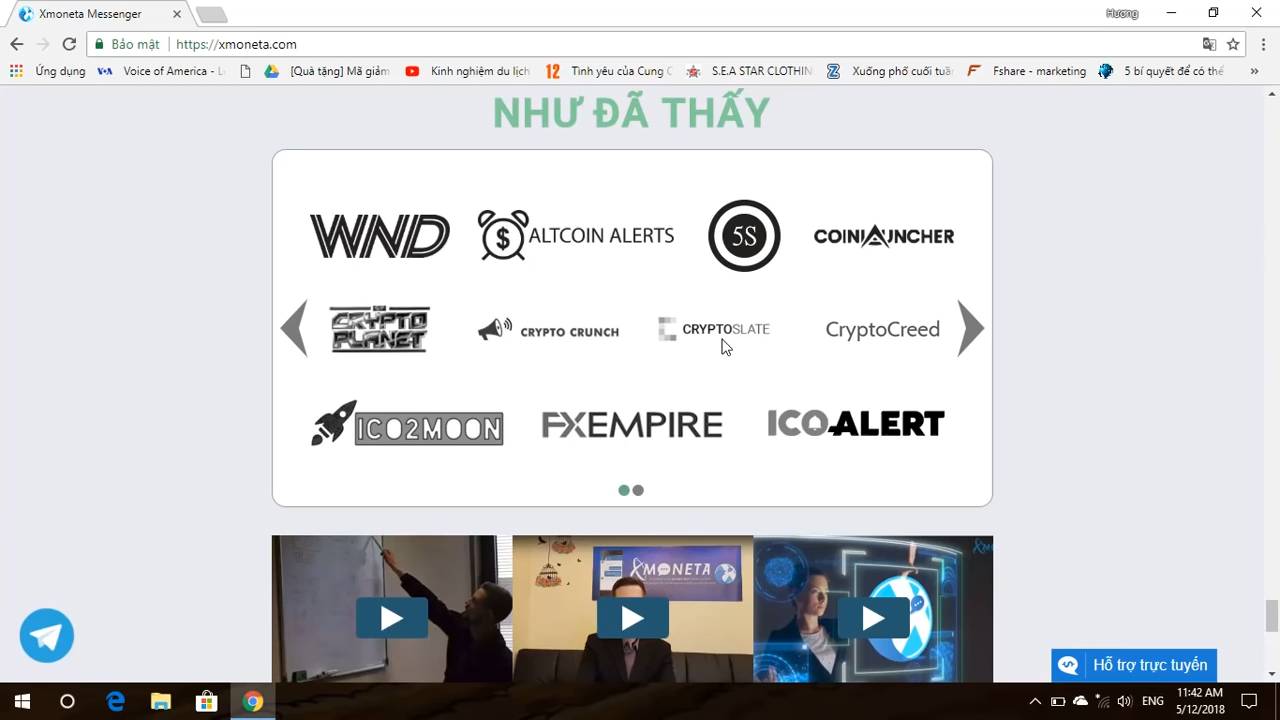 Xmoneta Messenger
Hương
Bảo mật https://xmoneta.com
Ứng dụng VOA Voice of America - L [Quà tặng] Mã giảm Kinh nghiệm du lịch 12 Tình yêu của Cung S.E.A STAR CLOTHIN Z Xuống phố cuối tuần F Fshare - marketing 5 bí quyết để có thể »
NHƯ ĐÃ THẤY
WND $ ALTCOIN ALERTS 5S COINLAUNCHER
CRYPTO PLANET CRYPTO CRUNCH CRYPTOSLATE CryptoCreed
ICO2MOON FXEMPIRE ICO ALERT
XMONETA
XMO
Hỗ trợ trực tuyến
ENG
11:42 AM
5/12/2018